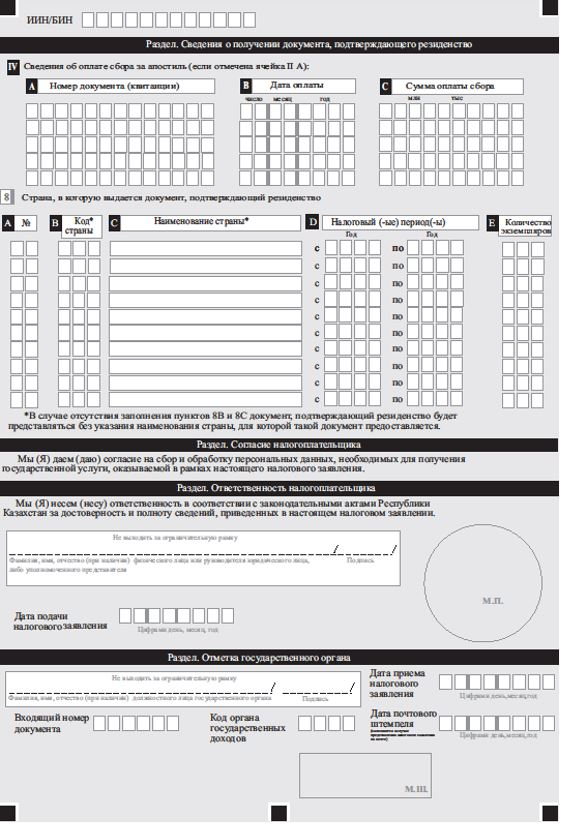 ИИН/БИН
Раздел. Сведения о получении документа, подтверждающего резиденство
IV Сведения об оплате сбора за апостиль (если отмечена ячейка II А):
A Номер документа (квитанции) B Дата оплаты C Сумма оплаты сбора
число месяц год млн тыс
8 Страна, в которую выдается документ, подтверждающий резиденство
A № B Код* страны C Наименование страны* D Налоговый (-ые) период(-ы) E Количество экземпляров
Год Год
с по
с по
с по
с по
с по
с по
с по
с по
с по
с по
*В случае отсутствия заполнения пунктов 8В и 8С документ, подтверждающий резиденство будет
представляться без указания наименования страны, для которой такой документ предоставляется.
Раздел. Согласие налогоплательщика
Мы (Я) даем (даю) согласие на сбор и обработку персональных данных, необходимых для получения
государственной услуги, оказываемой в рамках настоящего налогового заявления.
Раздел. Ответственность налогоплательщика
Мы (Я) несем (несу) ответственность в соответствии с законодательными актами Республики
Казахстан за достоверность и полноту сведений, приведенных в настоящем налоговом заявлении.
Не выходить за ограничительную рамку
Фамилия, имя, отчество (при наличии) физического лица или руководителя юридического лица, Подпись
либо уполномоченного представителя
М.П.
Дата подачи
налогового заявления
Цифрами день, месяц, год
Раздел. Отметка государственного органа
Не выходить за ограничительную рамку
Фамилия, имя, отчество (при наличии) должностного лица государственного органа Подпись
Дата приема
налогового
заявления
Цифрами день,месяц,год
Входящий номер
документа
Код органа
государственных
доходов
Дата почтового
штемпеля
Цифрами день,месяц,год
М.Ш.